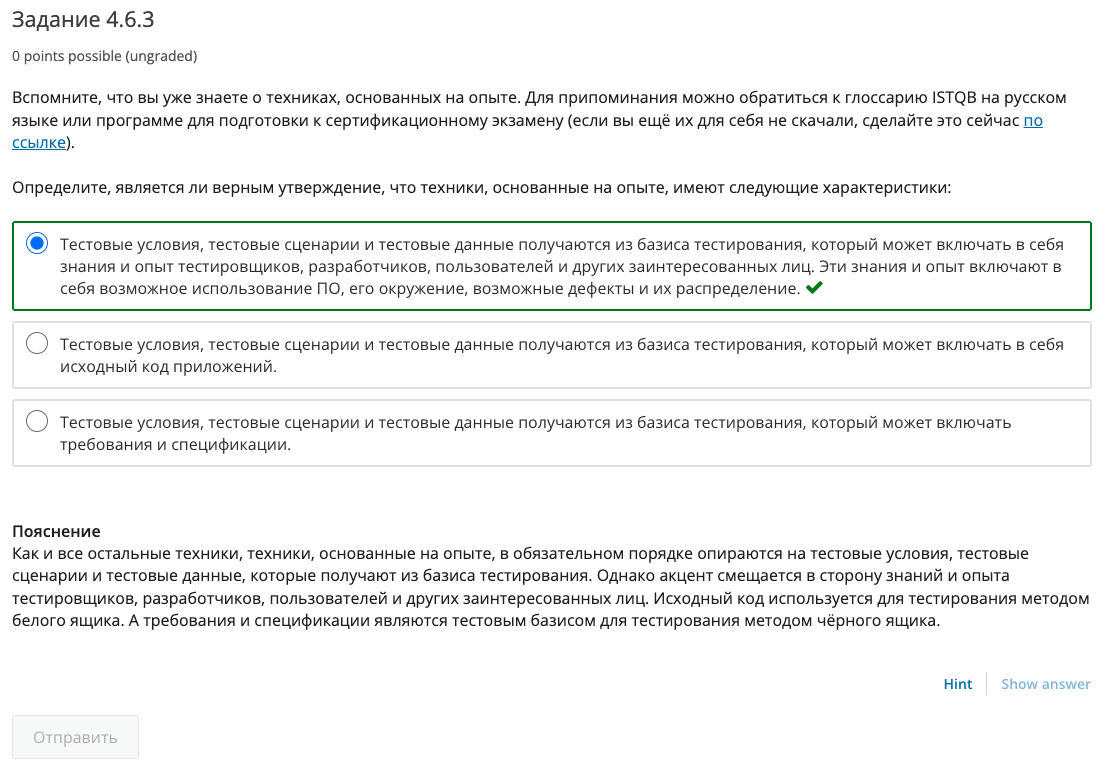 Задание 4.6.3
0 points possible (ungraded)
Вспомните, что вы уже знаете о техниках, основанных на опыте. Для припоминания можно обратиться к глоссарию ISTQB на русском
языке или программе для подготовки к сертификационному экзамену (если вы ещё их для себя не скачали, сделайте это сейчас по
ссылке).
Определите, является ли верным утверждение, что техники, основанные на опыте, имеют следующие характеристики:
Тестовые условия, тестовые сценарии и тестовые данные получаются из базиса тестирования, который может включать в себя
знания и опыт тестировщиков, разработчиков, пользователей и других заинтересованных лиц. Эти знания и опыт включают в
себя возможное использование ПО, его окружение, возможные дефекты и их распределение.
Тестовые условия, тестовые сценарии и тестовые данные получаются из базиса тестирования, который может включать в себя
исходный код приложений.
Тестовые условия, тестовые сценарии и тестовые данные получаются из базиса тестирования, который может включать
требования и спецификации.
Пояснение
Как и все остальные техники, техники, основанные на опыте, в обязательном порядке опираются на тестовые условия, тестовые
сценарии и тестовые данные, которые получают из базиса тестирования. Однако акцент смещается в сторону знаний и опыта
тестировщиков, разработчиков, пользователей и других заинтересованных лиц. Исходный код используется для тестирования методом
белого ящика. А требования и спецификации являются тестовым базисом для тестирования методом чёрного ящика.
Hint
Show answer
Отправить